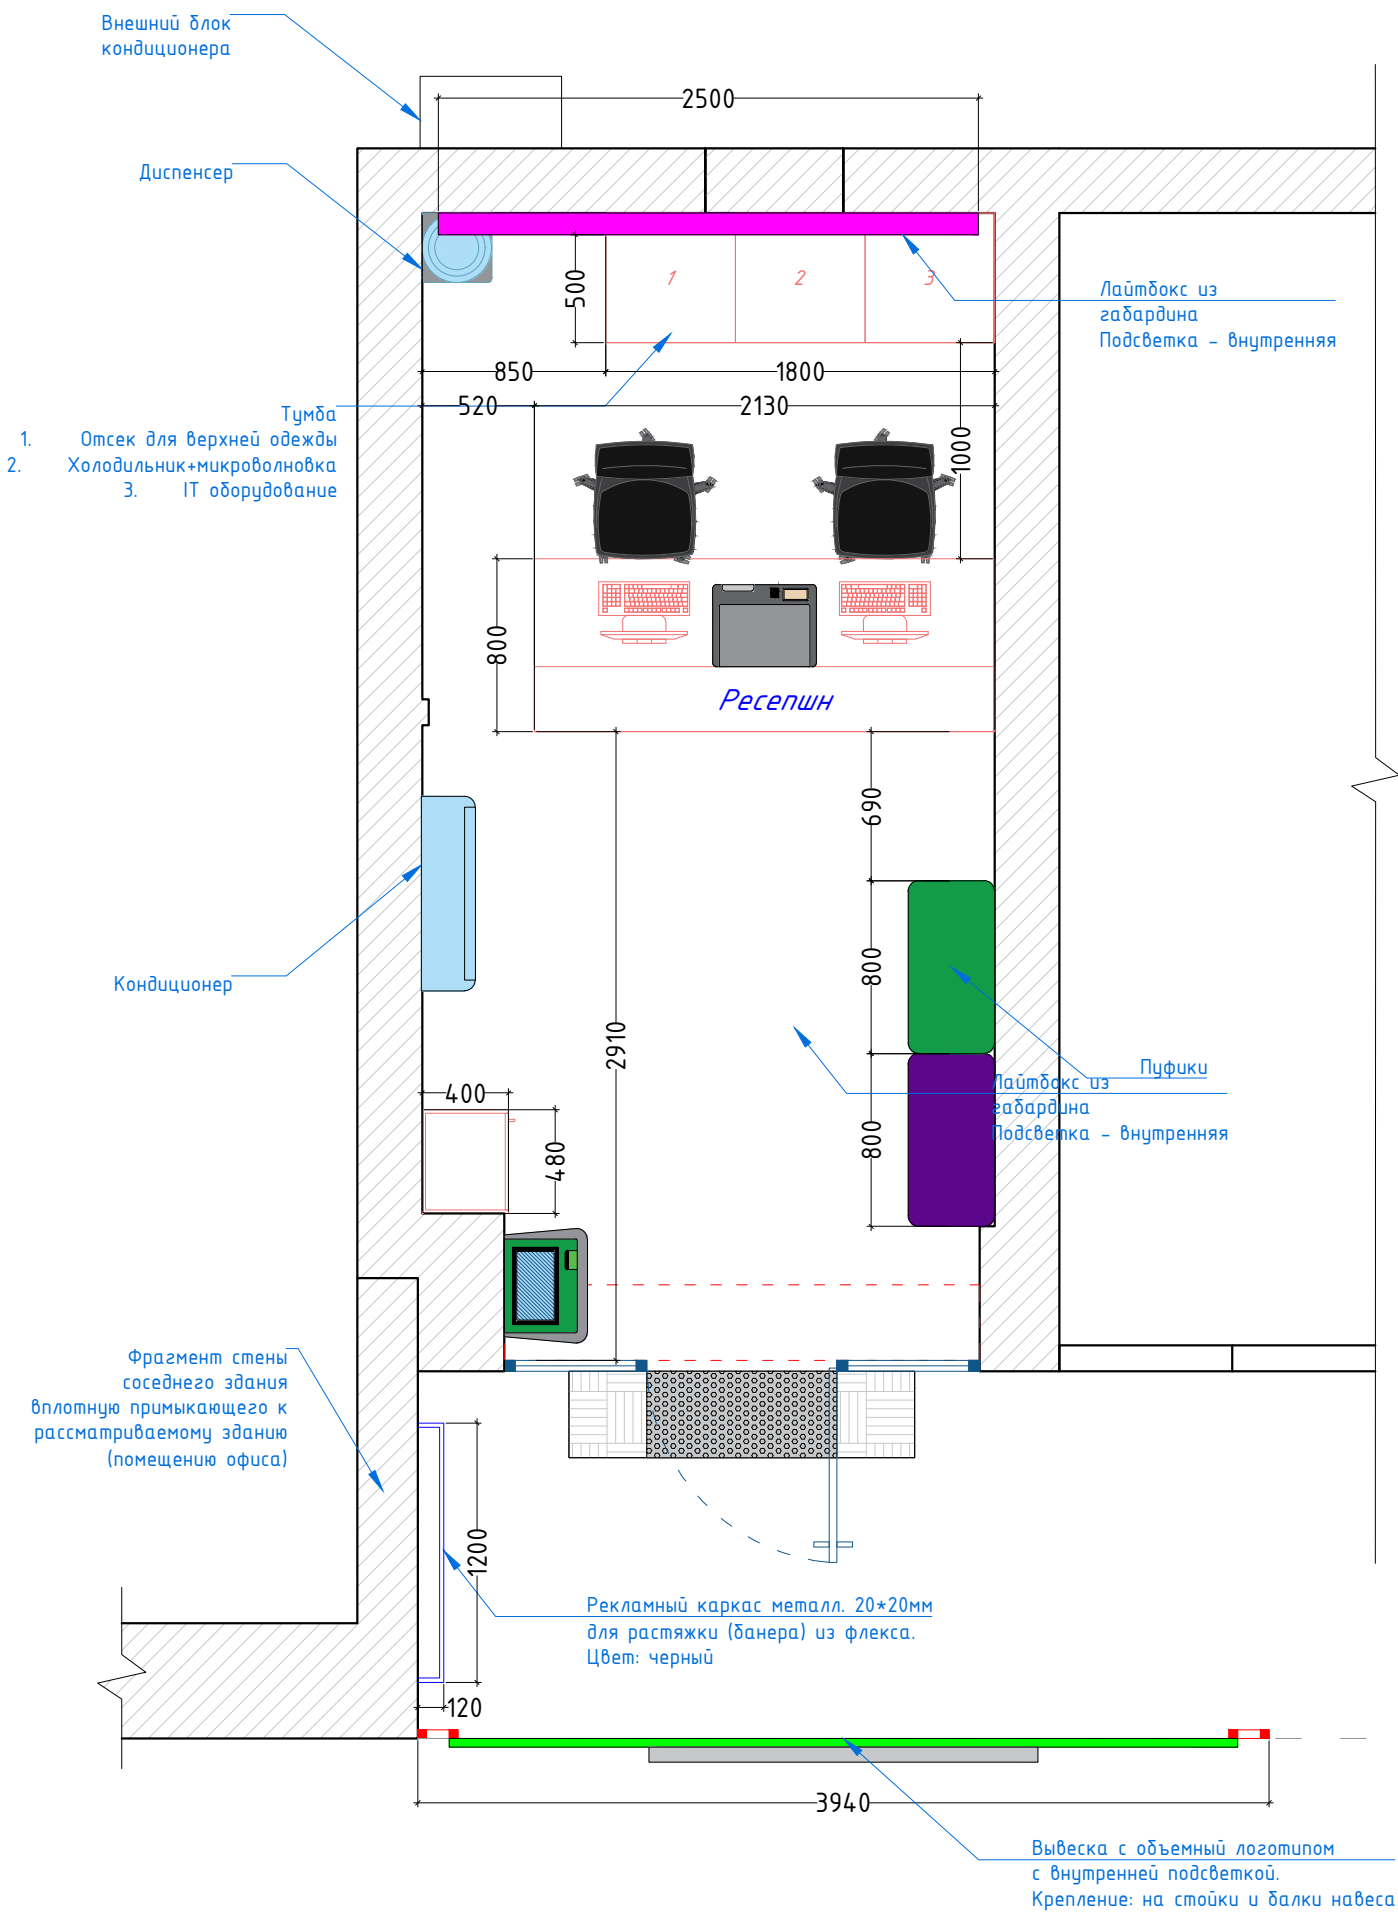 Внешний блок
кондиционера
2500
Диспенсер
1
2
3
500
Лайтбокс из
габардина
Подсветка - внутренняя
850
1800
520
2130
Тумба
1. Отсек для верхней одежды
2. Холодильник+микроволновка
3. IT оборудование
1000
800
Ресепшн
690
800
Кондиционер
2910
Пуфики
Лайтбокс из
габардина
Подсветка - внутренняя
400
480
800
Фрагмент стены
соседнего здания
вплотную примыкающего к
рассматриваемому зданию
(помещению офиса)
1200
Рекламный каркас металл. 20*20мм
для растяжки (банера) из флекса.
Цвет: черный
120
3940
Вывеска с объемный логотипом
с внутренней подсветкой.
Крепление: на стойки и балки навеса